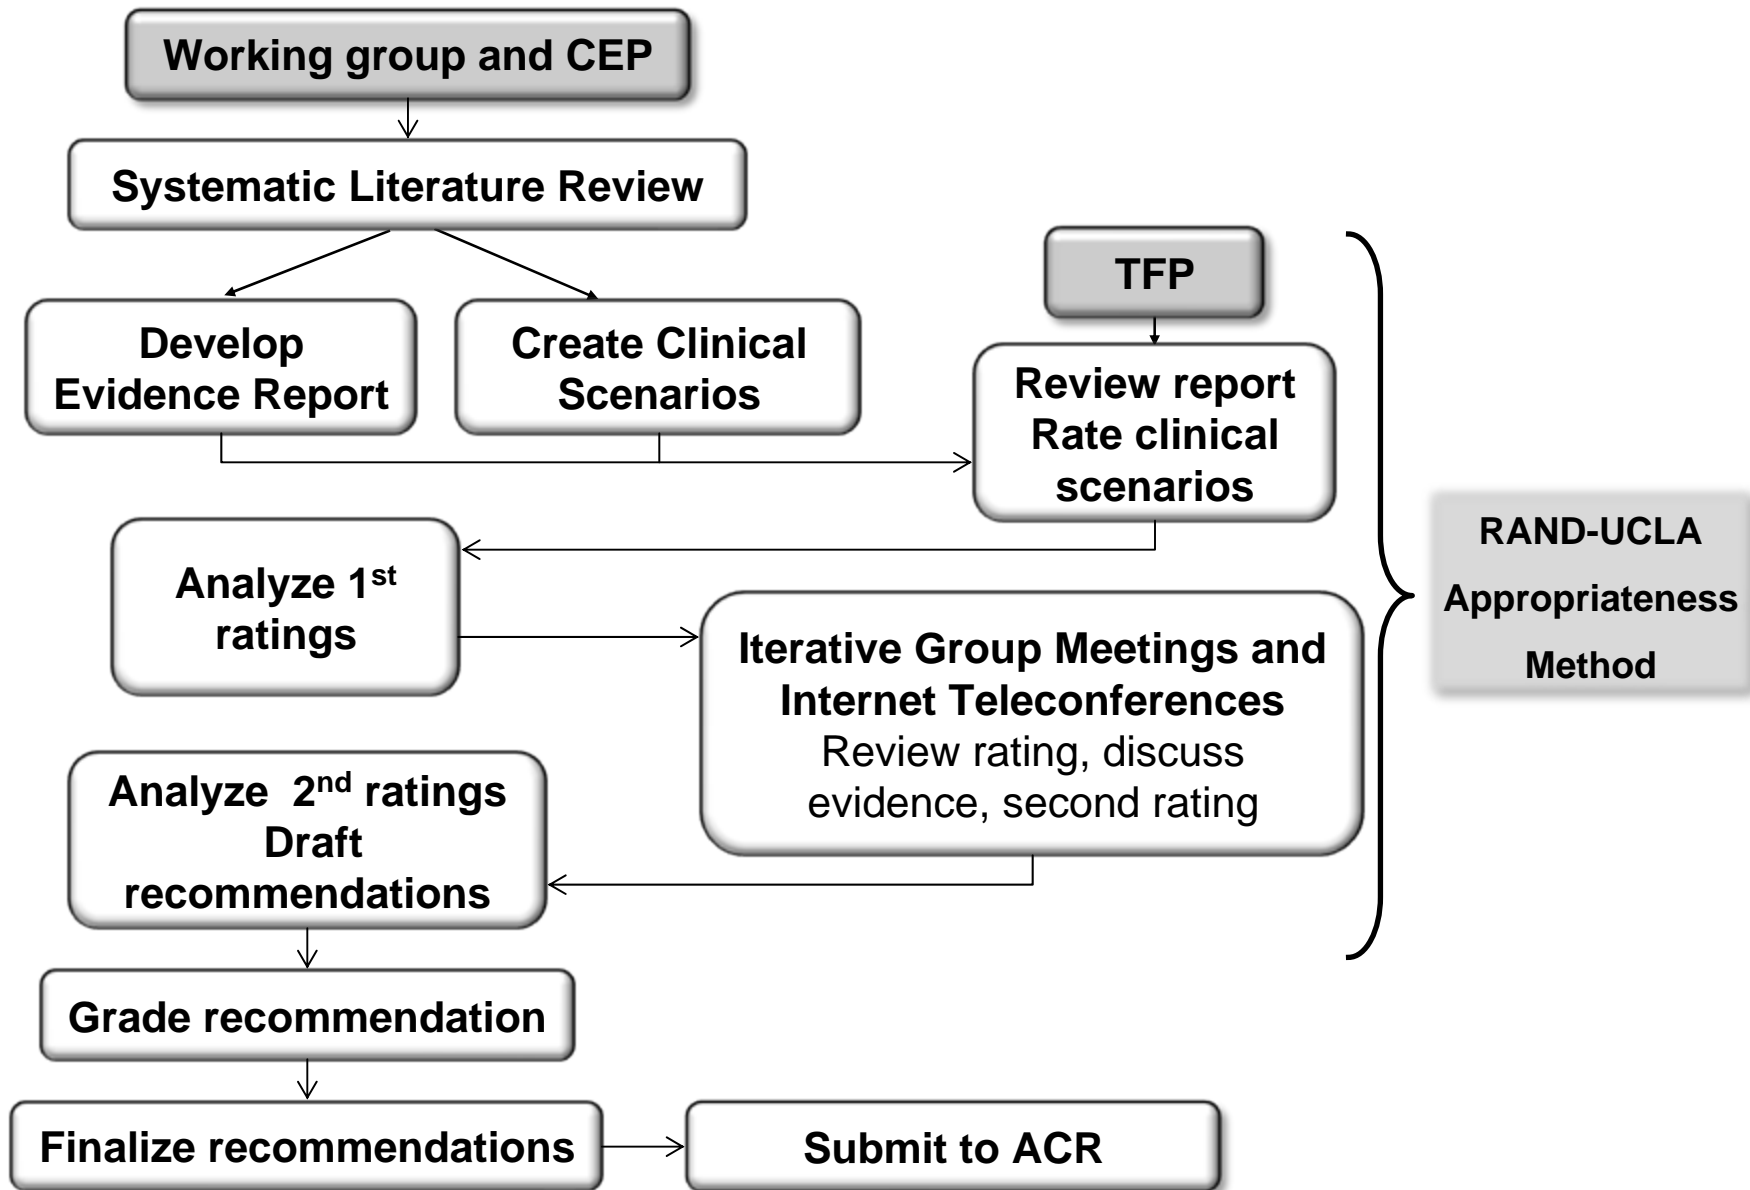 Working group and CEP
Systematic Literature Review
Develop
Evidence Report
Create Clinical
Scenarios
TFP
Review report
Rate clinical
scenarios
Analyze 1st
ratings
Iterative Group Meetings and
Internet Teleconferences
Review rating, discuss
evidence, second rating
Analyze 2nd ratings
Draft
recommendations
Grade recommendation
Finalize recommendations
Submit to ACR
RAND-UCLA
Appropriateness
Method